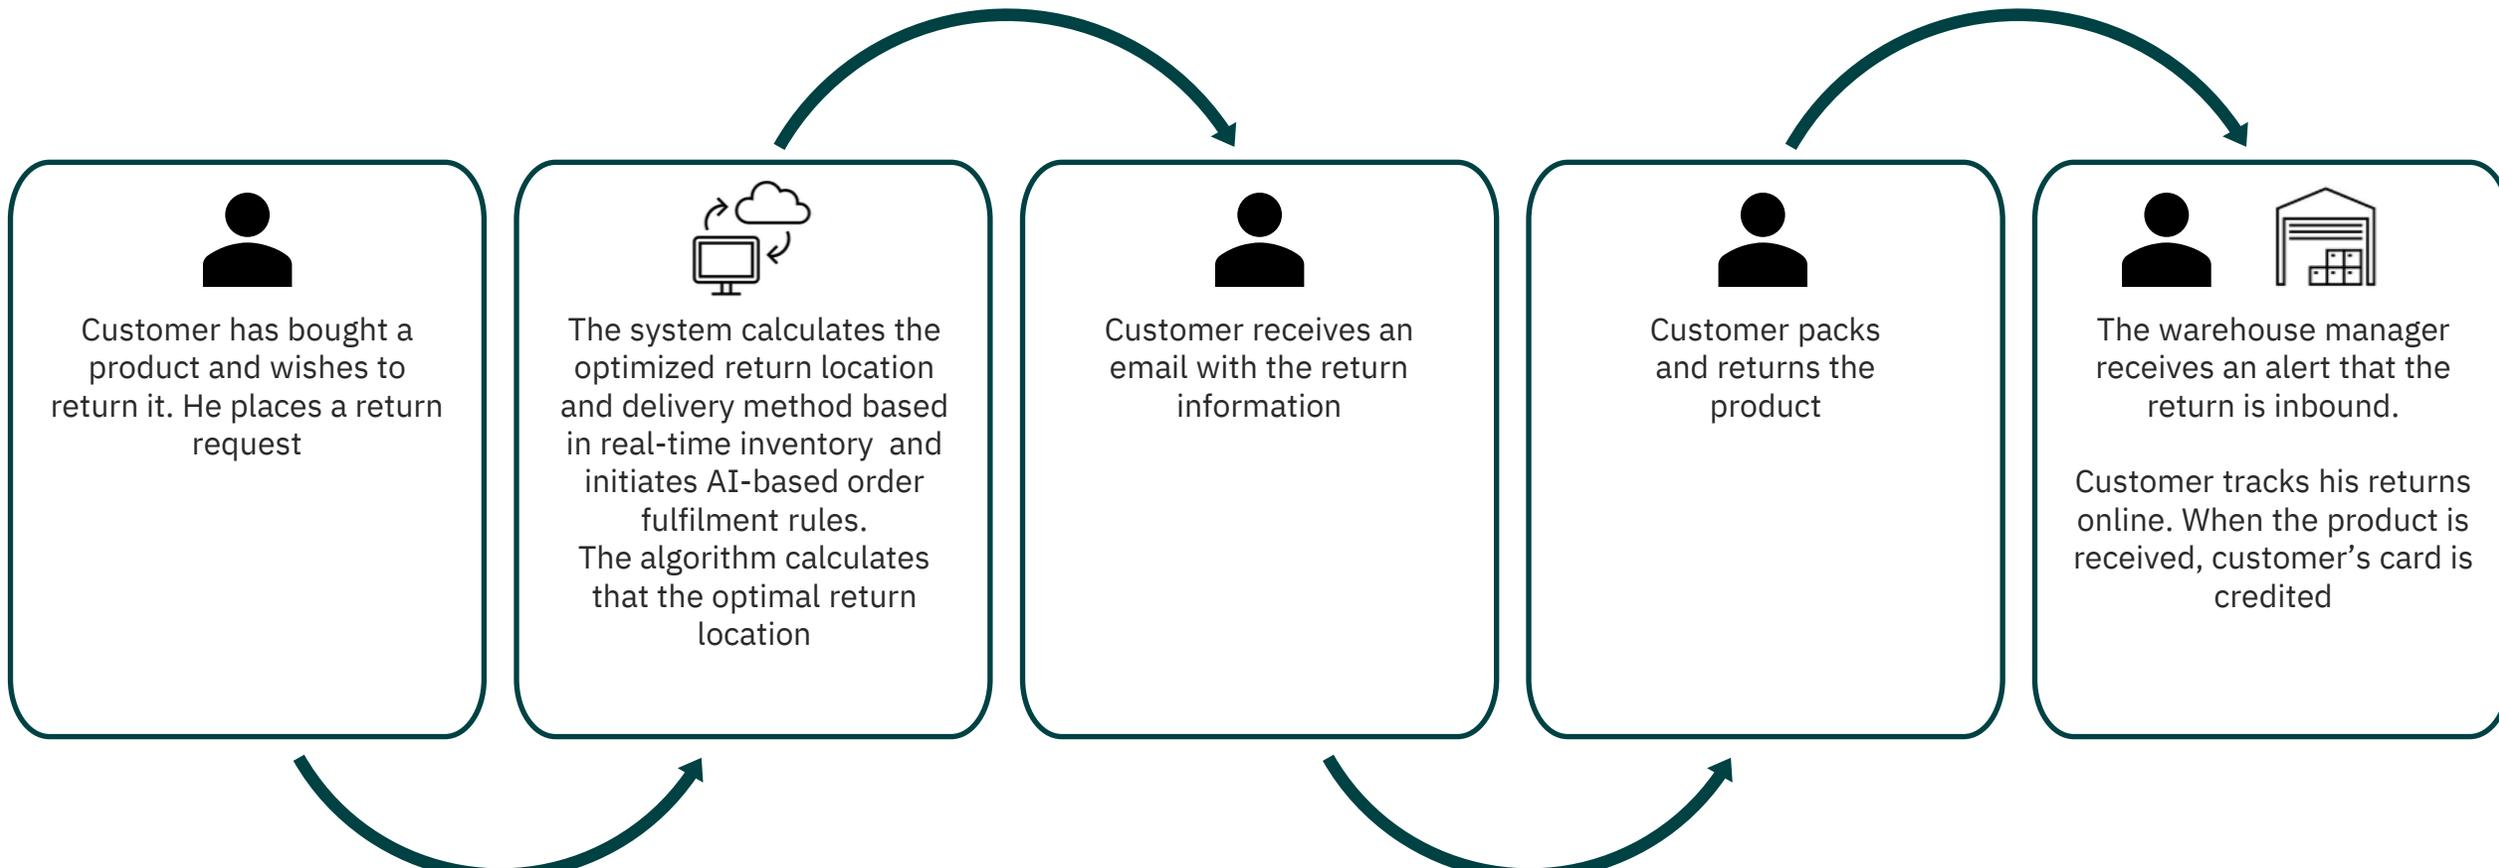 Customer has bought a
product and wishes to
return it. He places a return
request
The system calculates the
optimized return location
and delivery method based
in real-time inventory  and
initiates AI-based order
fulfilment rules.
The algorithm calculates
that the optimal return
location
Customer receives an
email with the return
information
Customer packs
and returns the
product
The warehouse manager
receives an alert that the
return is inbound.
Customer tracks his returns
online. When the product is
received, customer’s card is
credited